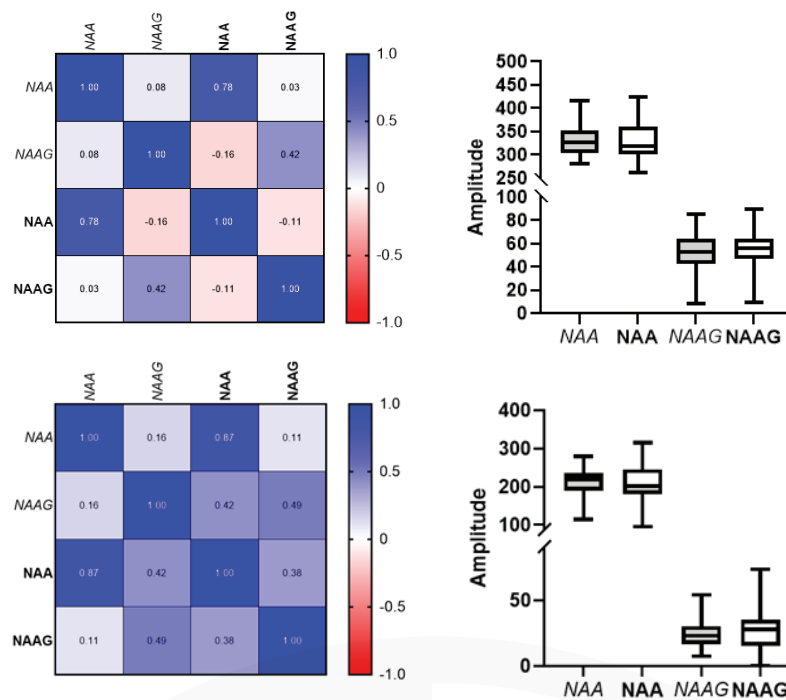 NAA NAAG NAA NAAG
NAA 1.00 0.08 0.78 0.03
NAAG 0.08 1.00 -0.16 0.42
NAA 0.78 -0.16 1.00 -0.11
NAAG 0.03 0.42 -0.11 1.00
1.0
0.5
0
-0.5
-1.0
Amplitude
500
450
400
350
300
250
100
80
60
40
20
0
NAA NAA NAAG NAAG
NAA NAAG NAA NAAG
NAA 1.00 0.16 0.87 0.11
NAAG 0.16 1.00 0.42 0.49
NAA 0.87 0.42 1.00 0.38
NAAG 0.11 0.49 0.38 1.00
1.0
0.5
0
-0.5
-1.0
Amplitude
400
300
200
100
50
0
NAA NAA NAAG NAAG